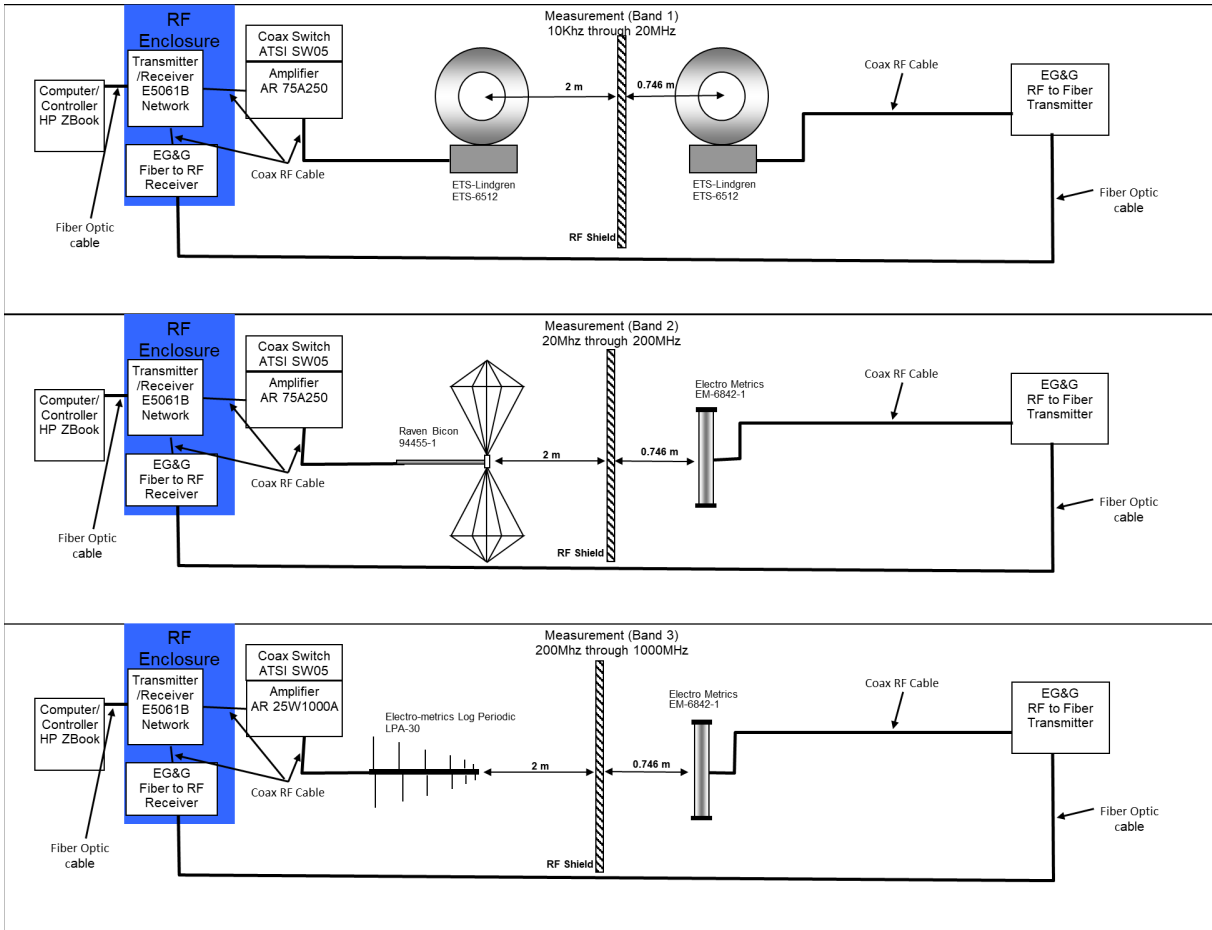 Measurement (Band 1)
10Khz through 20MHz
RF
Enclosure
Coax Switch
ATSI SW05
Amplifier
AR 75A250
Transmitter
/Receiver
E5061B
Network
Computer/
Controller
HP ZBook
EG&G
Fiber to RF
Receiver
Coax RF Cable
Fiber Optic
cable
2 m
0.746 m
ETS-Lindgren
ETS-6512
ETS-Lindgren
ETS-6512
RF Shield
Coax RF Cable
EG&G
RF to Fiber
Transmitter
Fiber Optic
cable
Measurement (Band 2)
20Mhz through 200MHz
RF
Enclosure
Coax Switch
ATSI SW05
Amplifier
AR 75A250
Transmitter
/Receiver
E5061B
Network
Computer/
Controller
HP ZBook
EG&G
Fiber to RF
Receiver
Coax RF Cable
Fiber Optic
cable
Raven Bicon
94455-1
2 m
0.746 m
Electro Metrics
EM-6842-1
RF Shield
Coax RF Cable
EG&G
RF to Fiber
Transmitter
Fiber Optic
cable
Measurement (Band 3)
200Mhz through 1000MHz
RF
Enclosure
Coax Switch
ATSI SW05
Amplifier
AR 25W1000A
Transmitter
/Receiver
E5061B
Network
Computer/
Controller
HP ZBook
EG&G
Fiber to RF
Receiver
Coax RF Cable
Fiber Optic
cable
Electro-metrics Log Periodic
LPA-30
2 m
0.746 m
Electro Metrics
EM-6842-1
RF Shield
Coax RF Cable
EG&G
RF to Fiber
Transmitter
Fiber Optic
cable